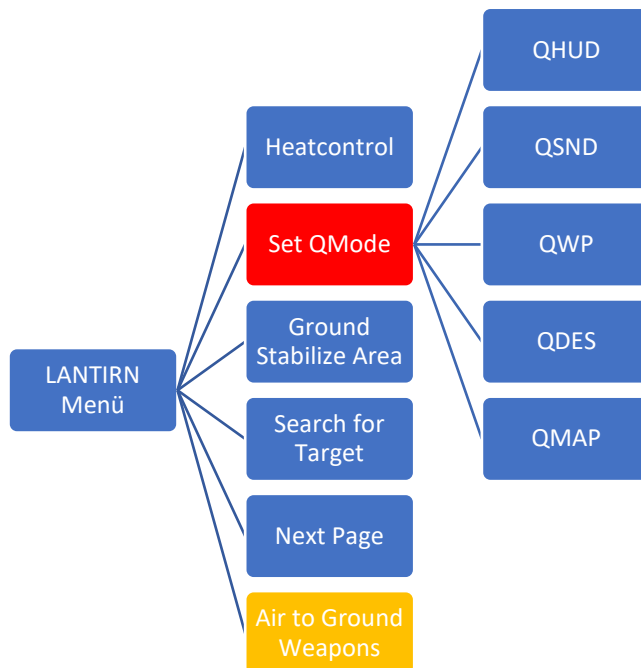 LANTIRN
Menü
Heatcontrol
Set QMode
Ground
Stabilize Area
Search for
Target
Next Page
Air to Ground
Weapons
QHUD
QSND
QWP
QDES
QMAP